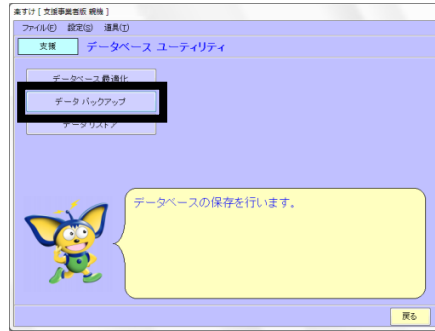 楽すけ [ 支援事業者版 親機 ]
ファイル(F) 設定(S) 道具(T)
支援 データベース ユーティリティ
データベース最適化
データ バックアップ
データリストア
データベースの保存を行います。
戻る